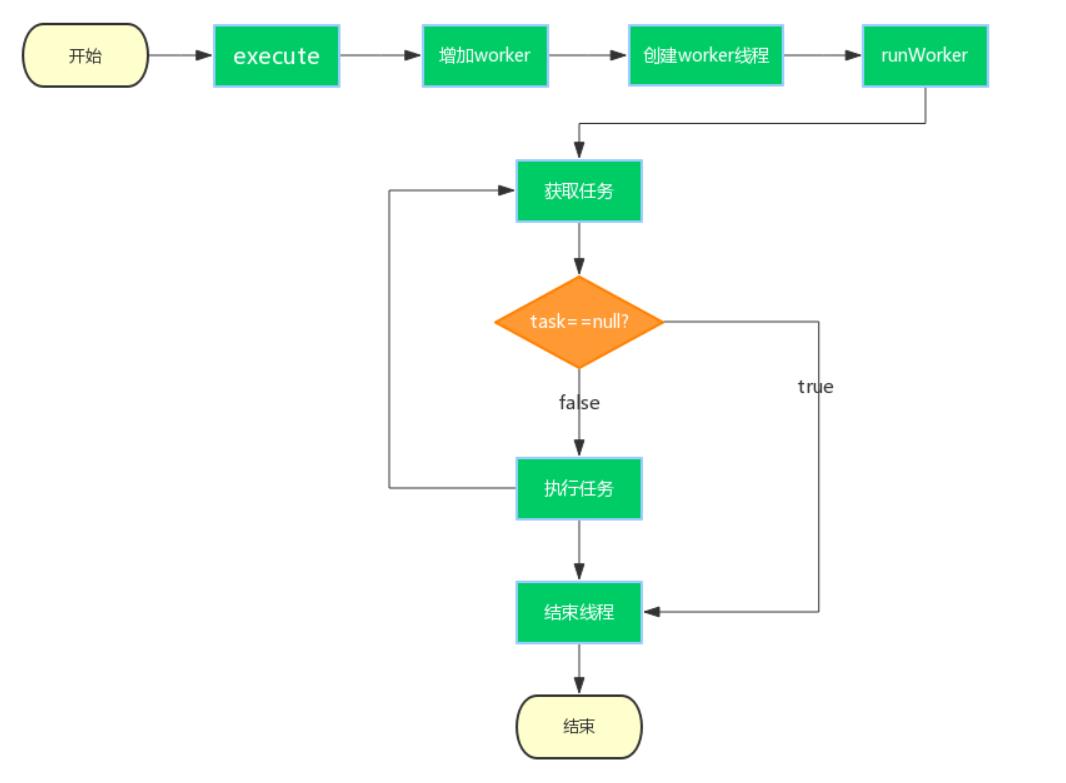 开始
execute
增加worker
创建worker线程
runWorker
获取任务
task==null?
true
false
执行任务
结束线程
结束